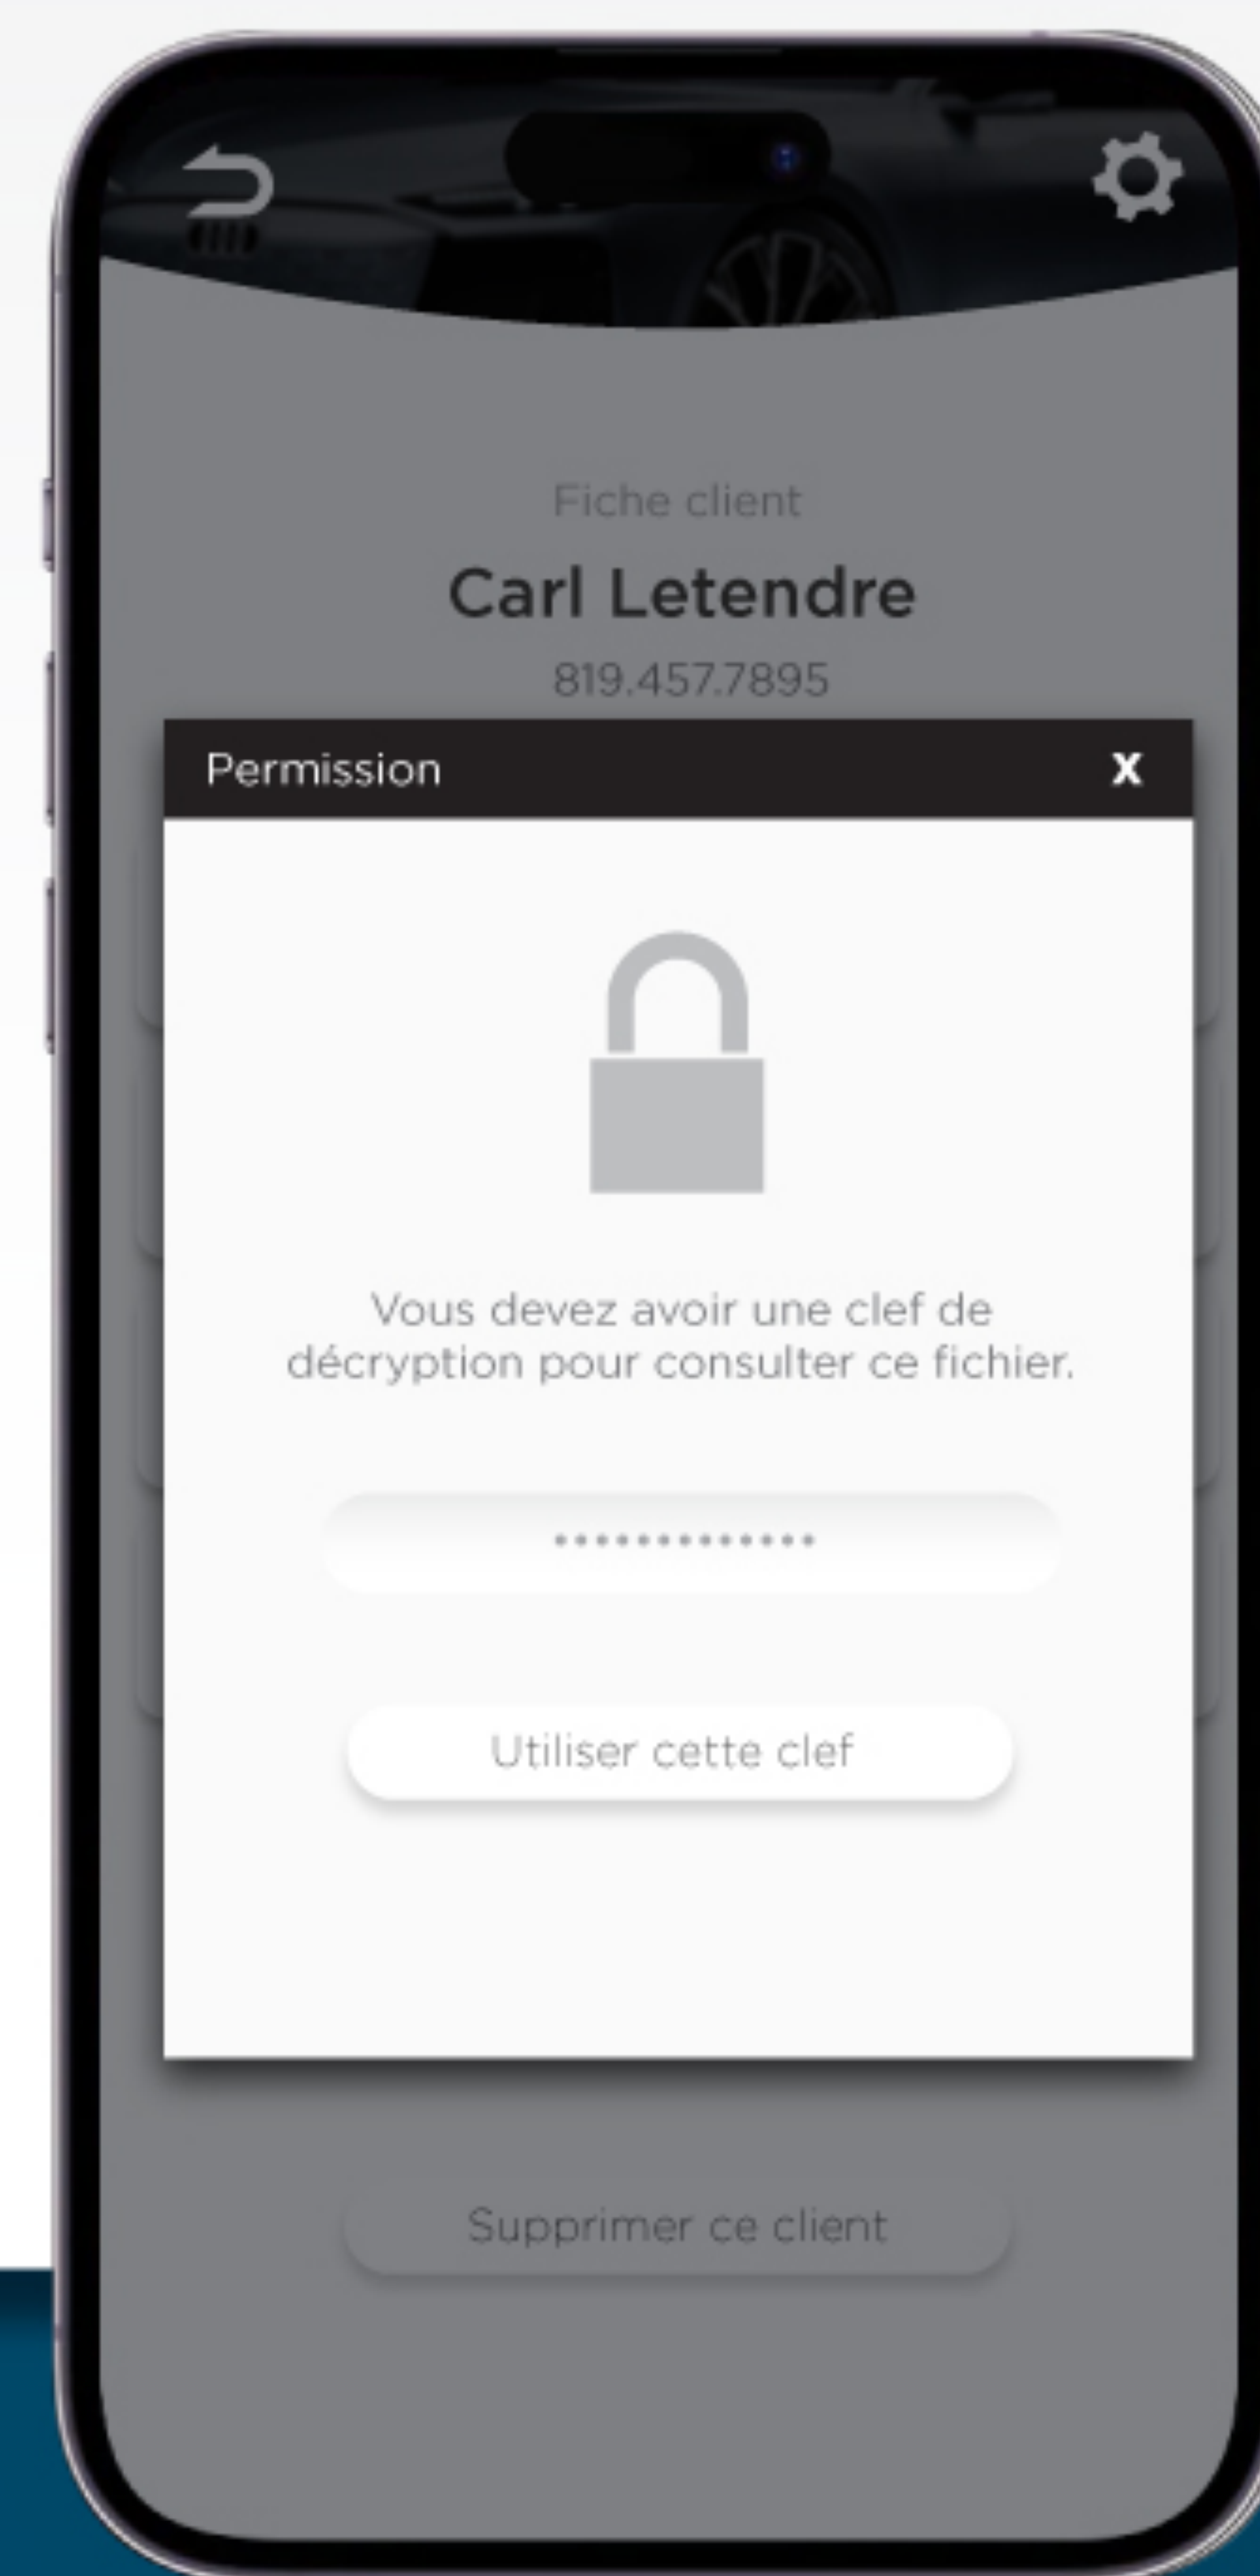 Fiche client
Carl Letendre
819.457.7895
Permission X
Vous devez avoir une clef de
décryption pour consulter ce fichier.
•••••••••••••
Utiliser cette clef
Supprimer ce client